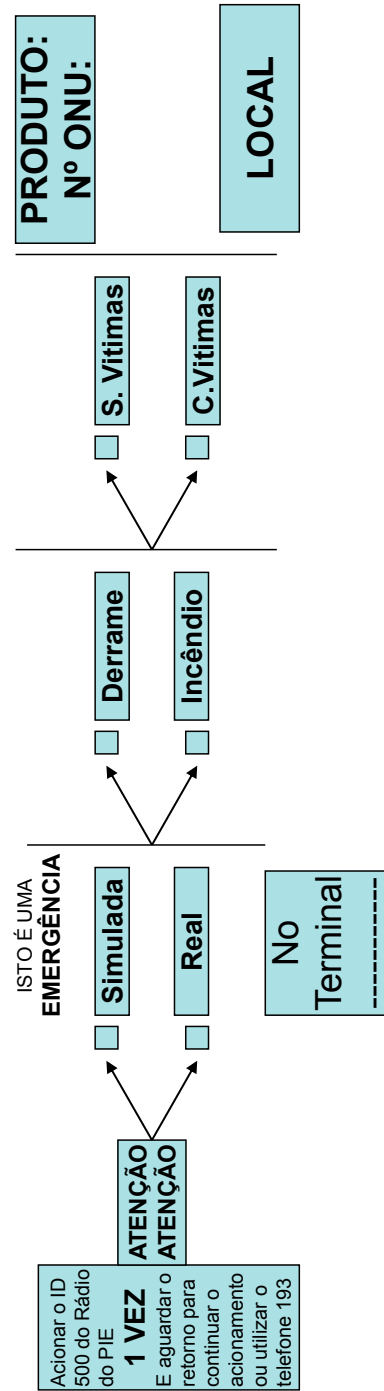 Acionar o ID
500 do Rádio
do PIE
1 VEZ
E aguardar o
retorno para
continuar o
acionamento
ou utilizar o
telefone 193
ATENÇÃO
ATENÇÃO
ISTO É UMA
EMERGÊNCIA
Simulada
Real
No
Terminal
------------
Derrame
Incêndio
S. Vitimas
C.Vitimas
PRODUTO:
Nº ONU:
LOCAL